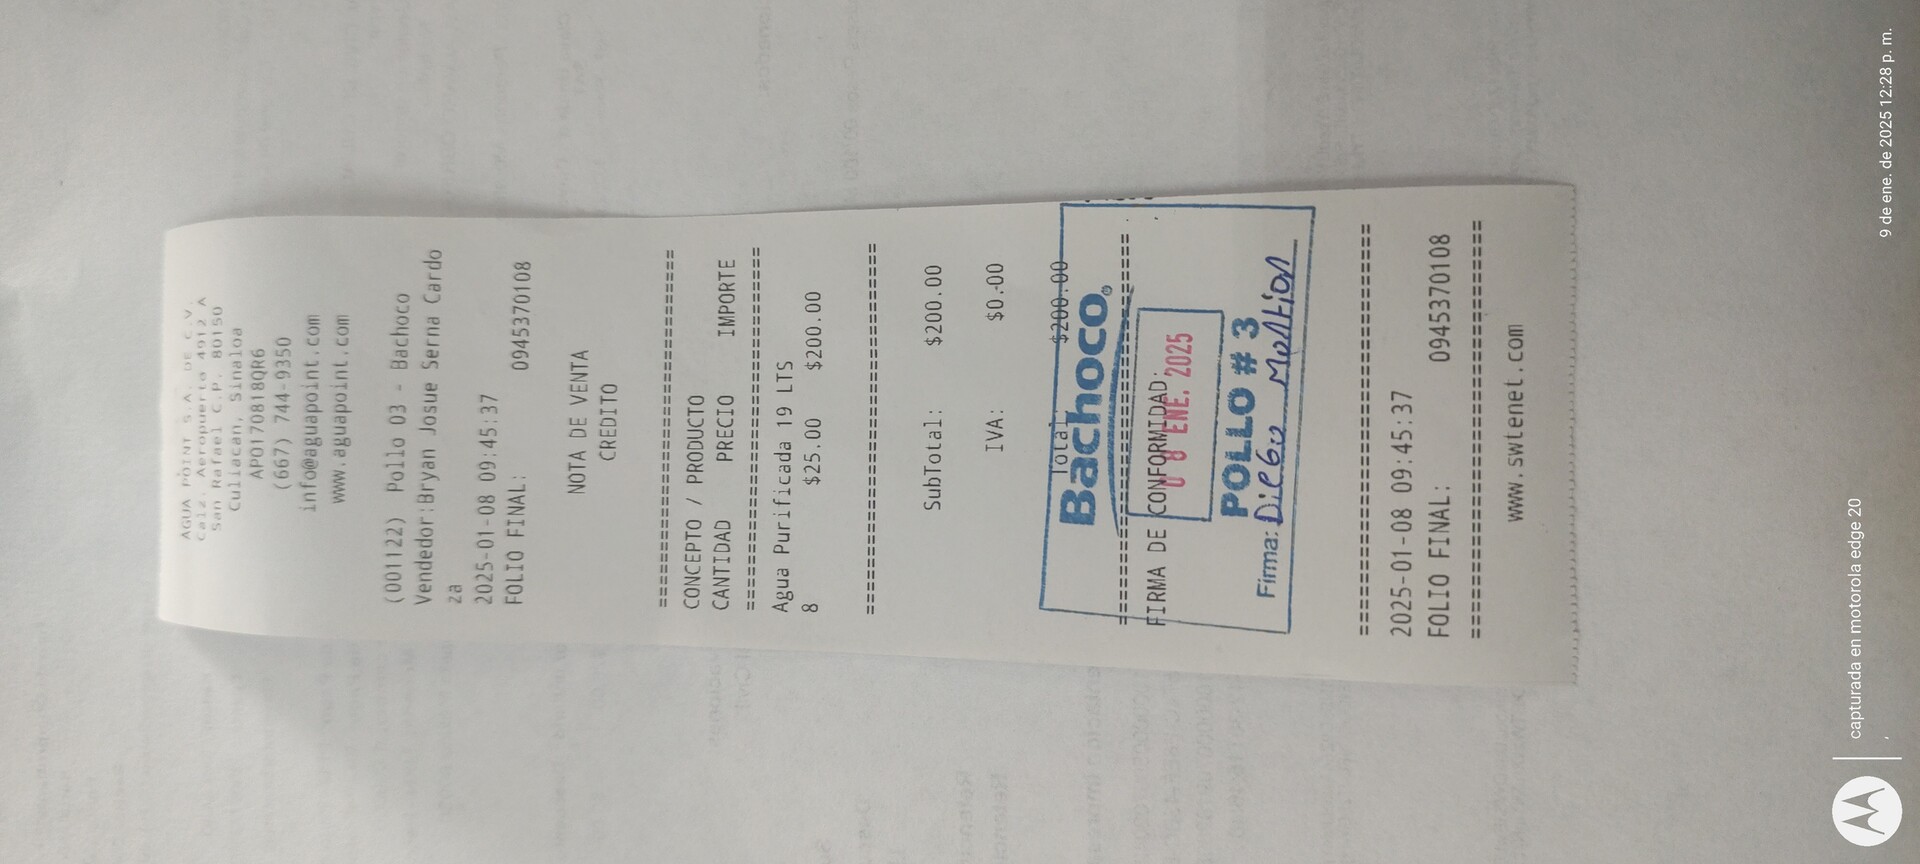 AGUA POINT S.A. DE C.V.
Calz. Aeropuerto 4912 A
San Rafael C.P. 80150
Culiacan, Sinaloa
APO170818QR6
(667) 744-9350
info@aguapoint.com
www.aguapoint.com
(001122) Pollo 03 - Bachoco
Vendedor:Bryan Josue Serna Cardo
za
2025-01-08 09:45:37
FOLIO FINAL: 0945370108
NOTA DE VENTA
CREDITO
================================
CONCEPTO / PRODUCTO
CANTIDAD PRECIO IMPORTE
================================
Agua Purificada 19 LTS
8 $25.00 $200.00
================================
SubTotal: $200.00
IVA: $0.00
Total: $200.00
Bachoco®
================================
FIRMA DE CONFORMIDAD:
08 ENE. 2025
POLLO # 3
Firma: Diego Montion
================================
2025-01-08 09:45:37
FOLIO FINAL: 0945370108
================================
www.swtenet.com
capturada en motorola edge 20
9 de ene. de 2025 12:28 p. m.